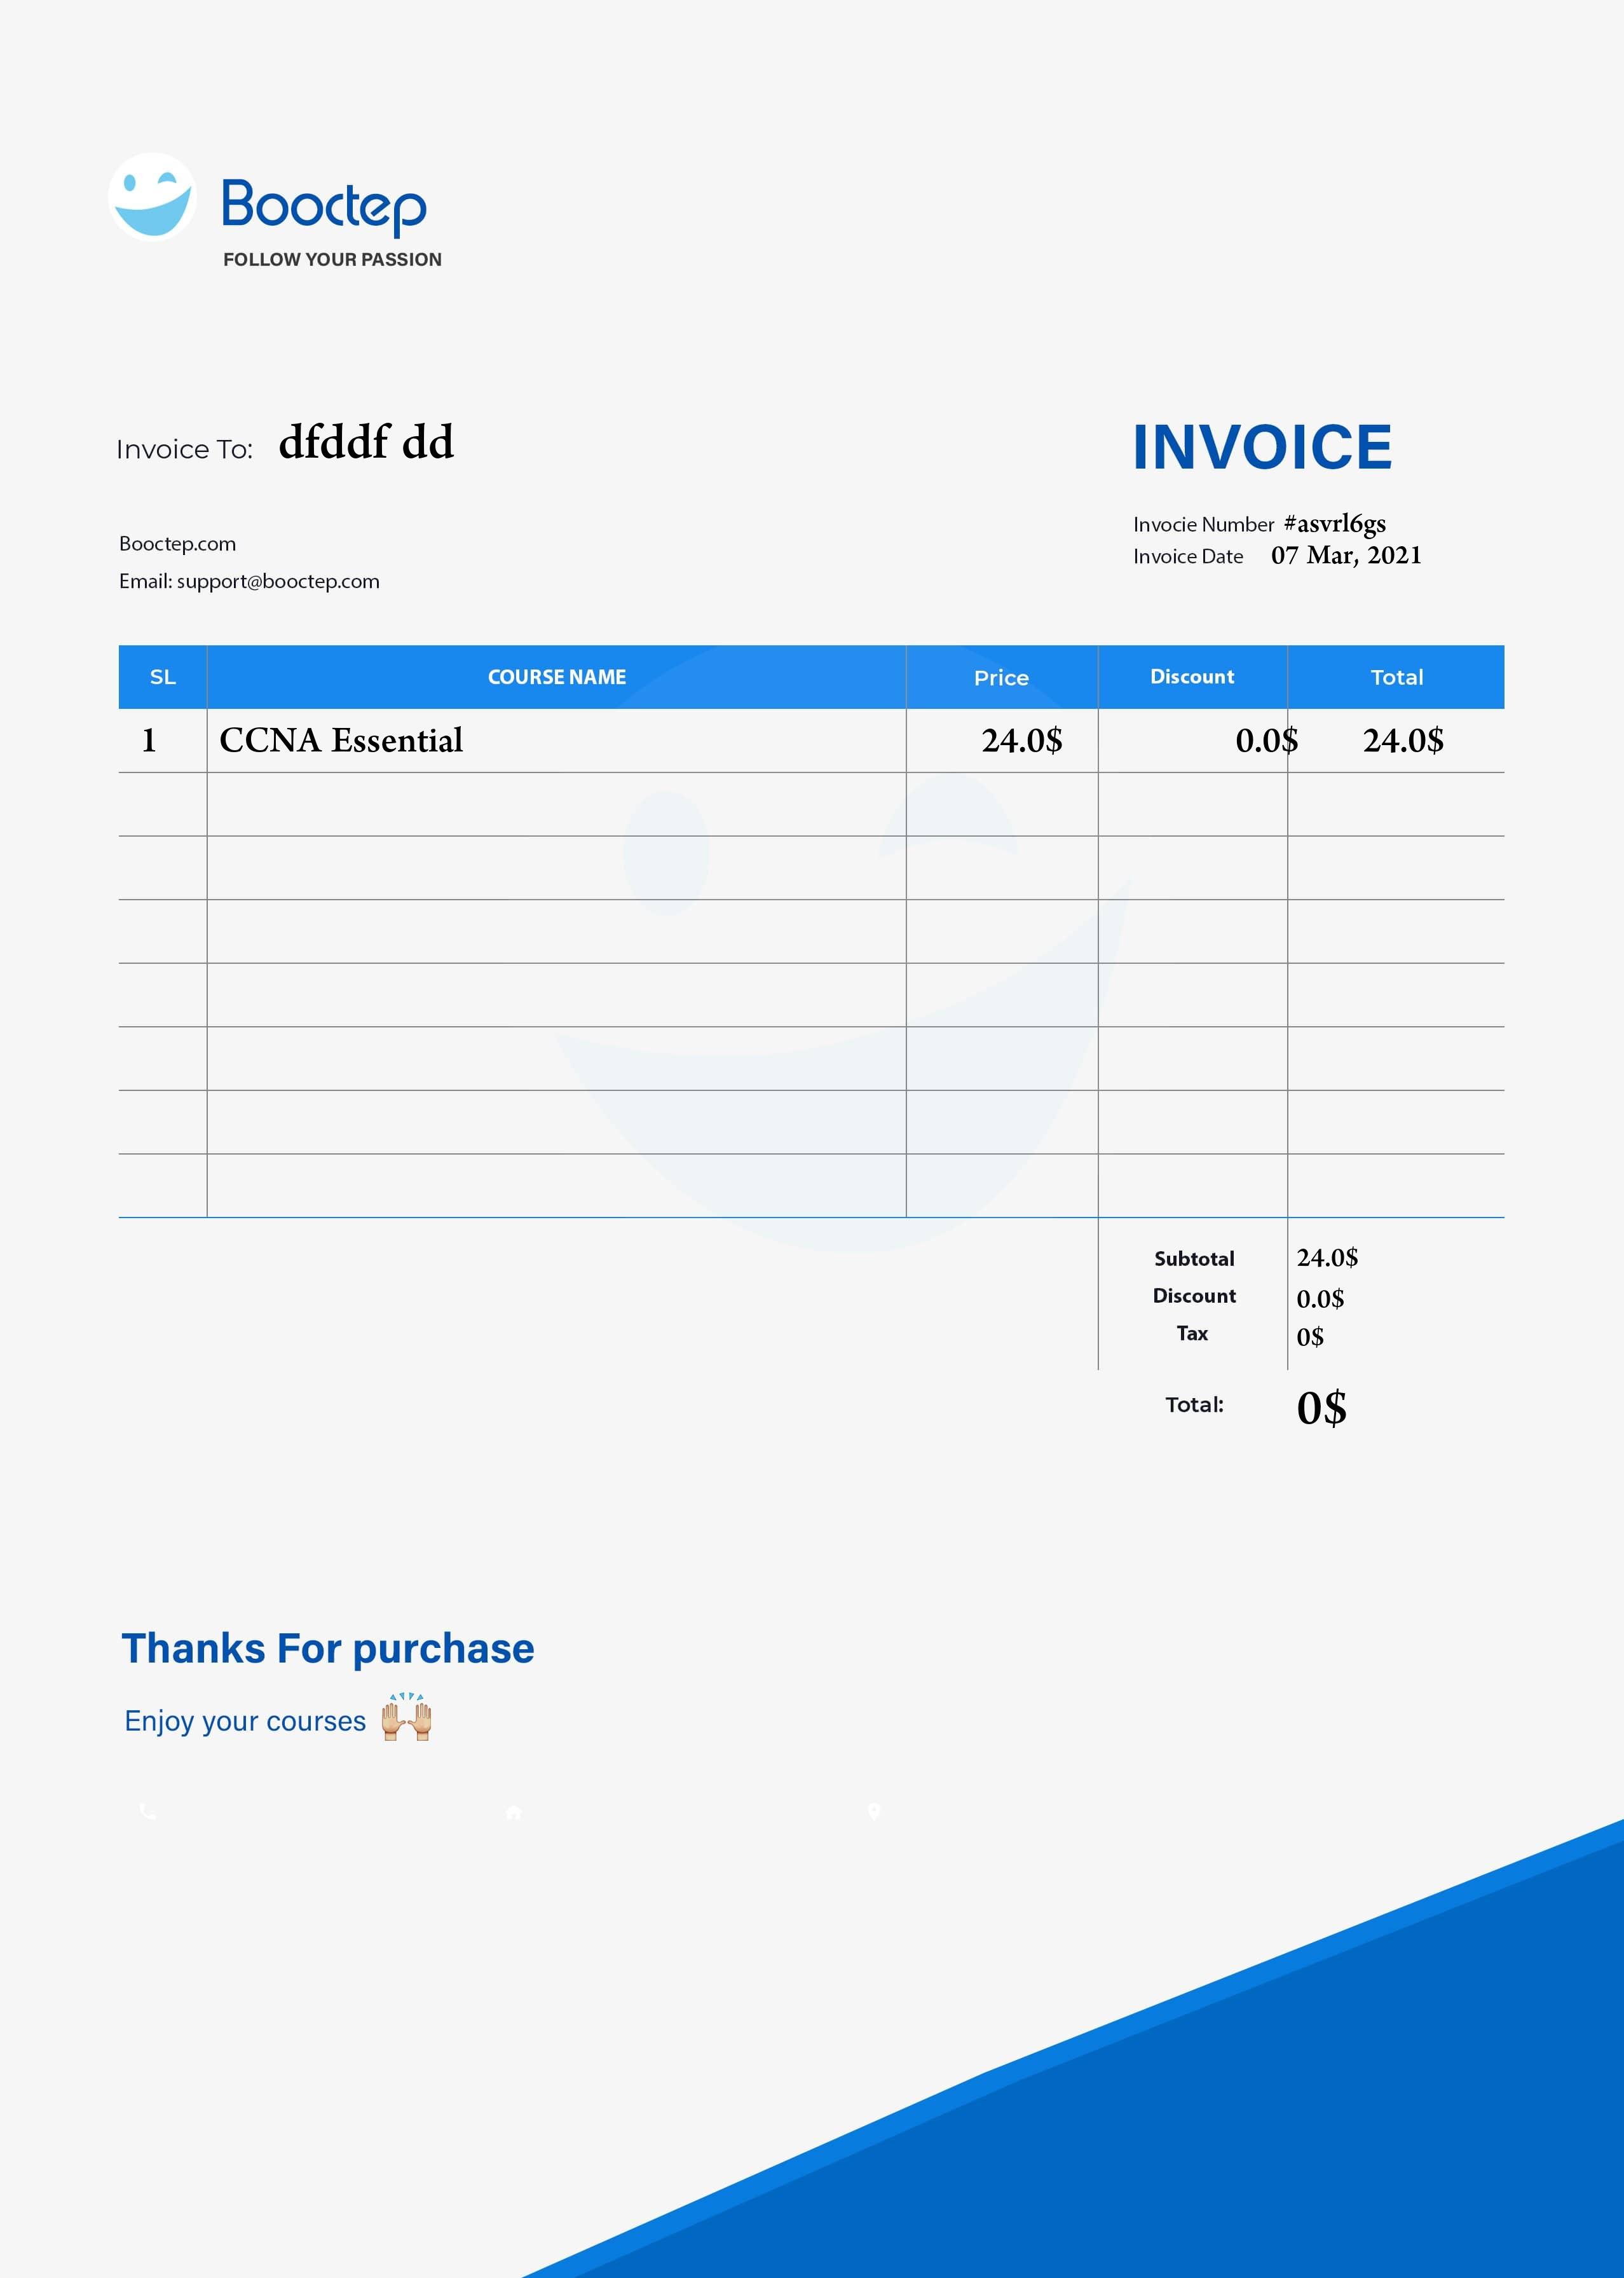 Booctep
FOLLOW YOUR PASSION
Invoice To: dfddf dd
INVOICE
Invocie Number #asvrl6gs
Invoice Date 07 Mar, 2021
Booctep.com
Email: support@booctep.com
SL COURSE NAME Price Discount Total
1 CCNA Essential 24.0$ 0.0$ 24.0$
Subtotal 24.0$
Discount 0.0$
Tax 0$
Total: 0$
Thanks For purchase
Enjoy your courses